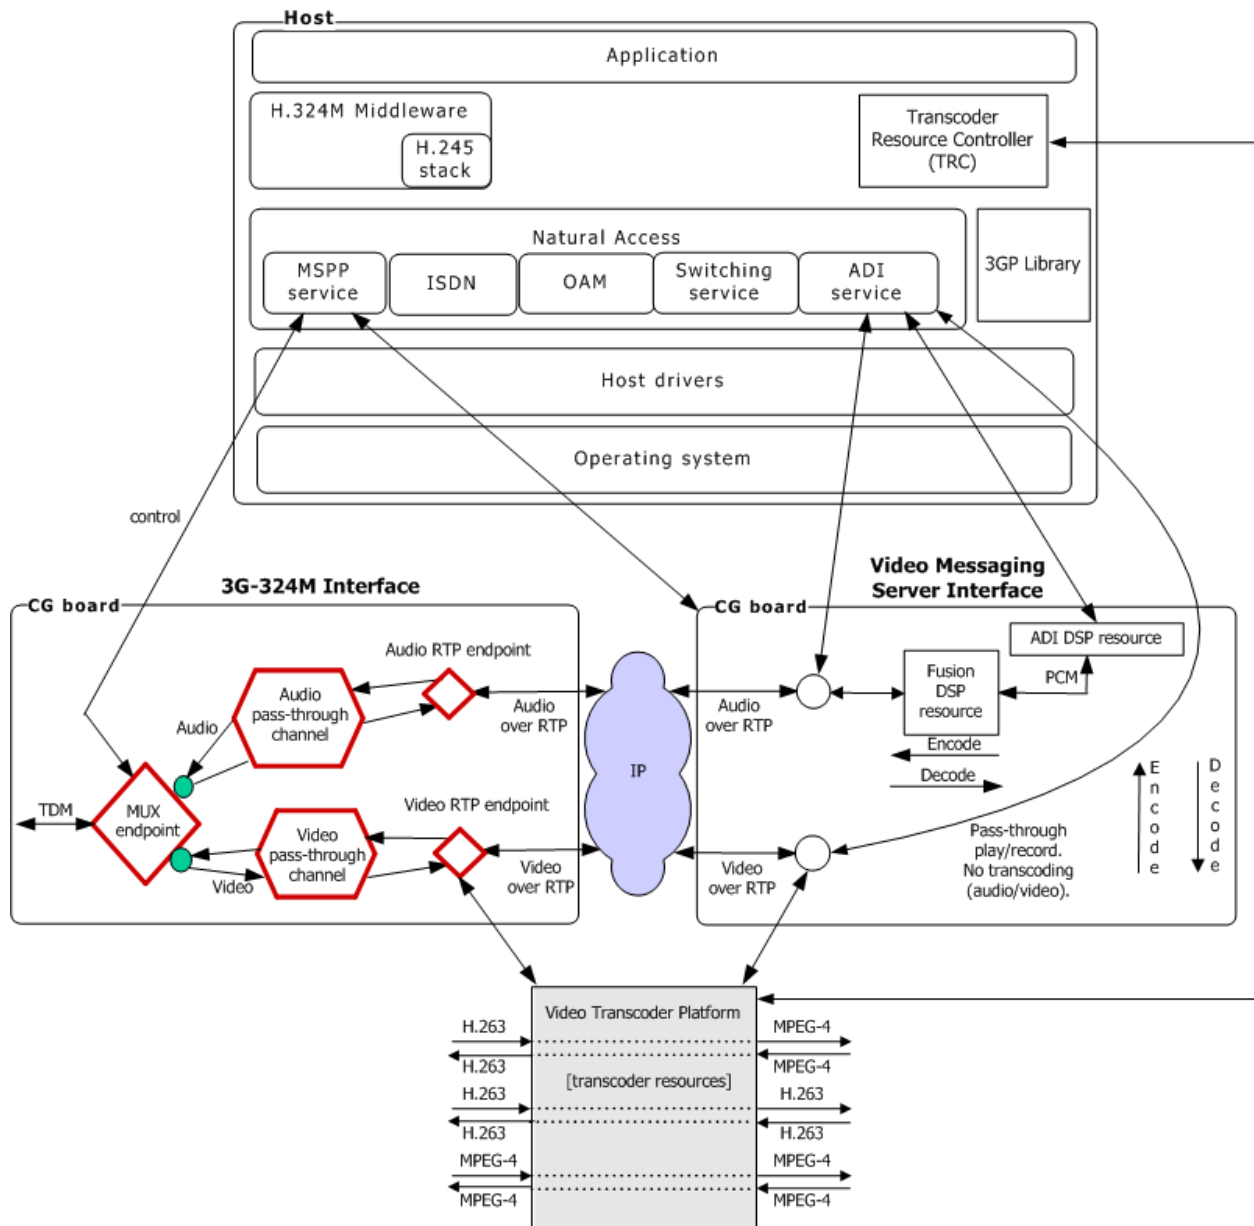 Host
Application
H.324M Middleware
H.245
stack
Transcoder
Resource Controller
(TRC)
Natural Access
MSPP
service
ISDN
OAM
Switching
service
ADI
service
3GP Library
Host drivers
Operating system
control
3G-324M Interface
CG board
Audio RTP endpoint
Audio
pass-through
channel
Audio
Audio
over RTP
TDM
MUX
endpoint
Video RTP endpoint
Video
pass-through
channel
Video
Video
over RTP
IP
Video Messaging
Server Interface
CG board
ADI DSP resource
Fusion
DSP
resource
PCM
Audio
over RTP
Encode
Decode
Video
over RTP
Pass-through
play/record.
No transcoding
(audio/video).
Encode
Decode
Video Transcoder Platform
H.263
MPEG-4
H.263
MPEG-4
[transcoder resources]
H.263
H.263
H.263
H.263
MPEG-4
MPEG-4
MPEG-4
MPEG-4